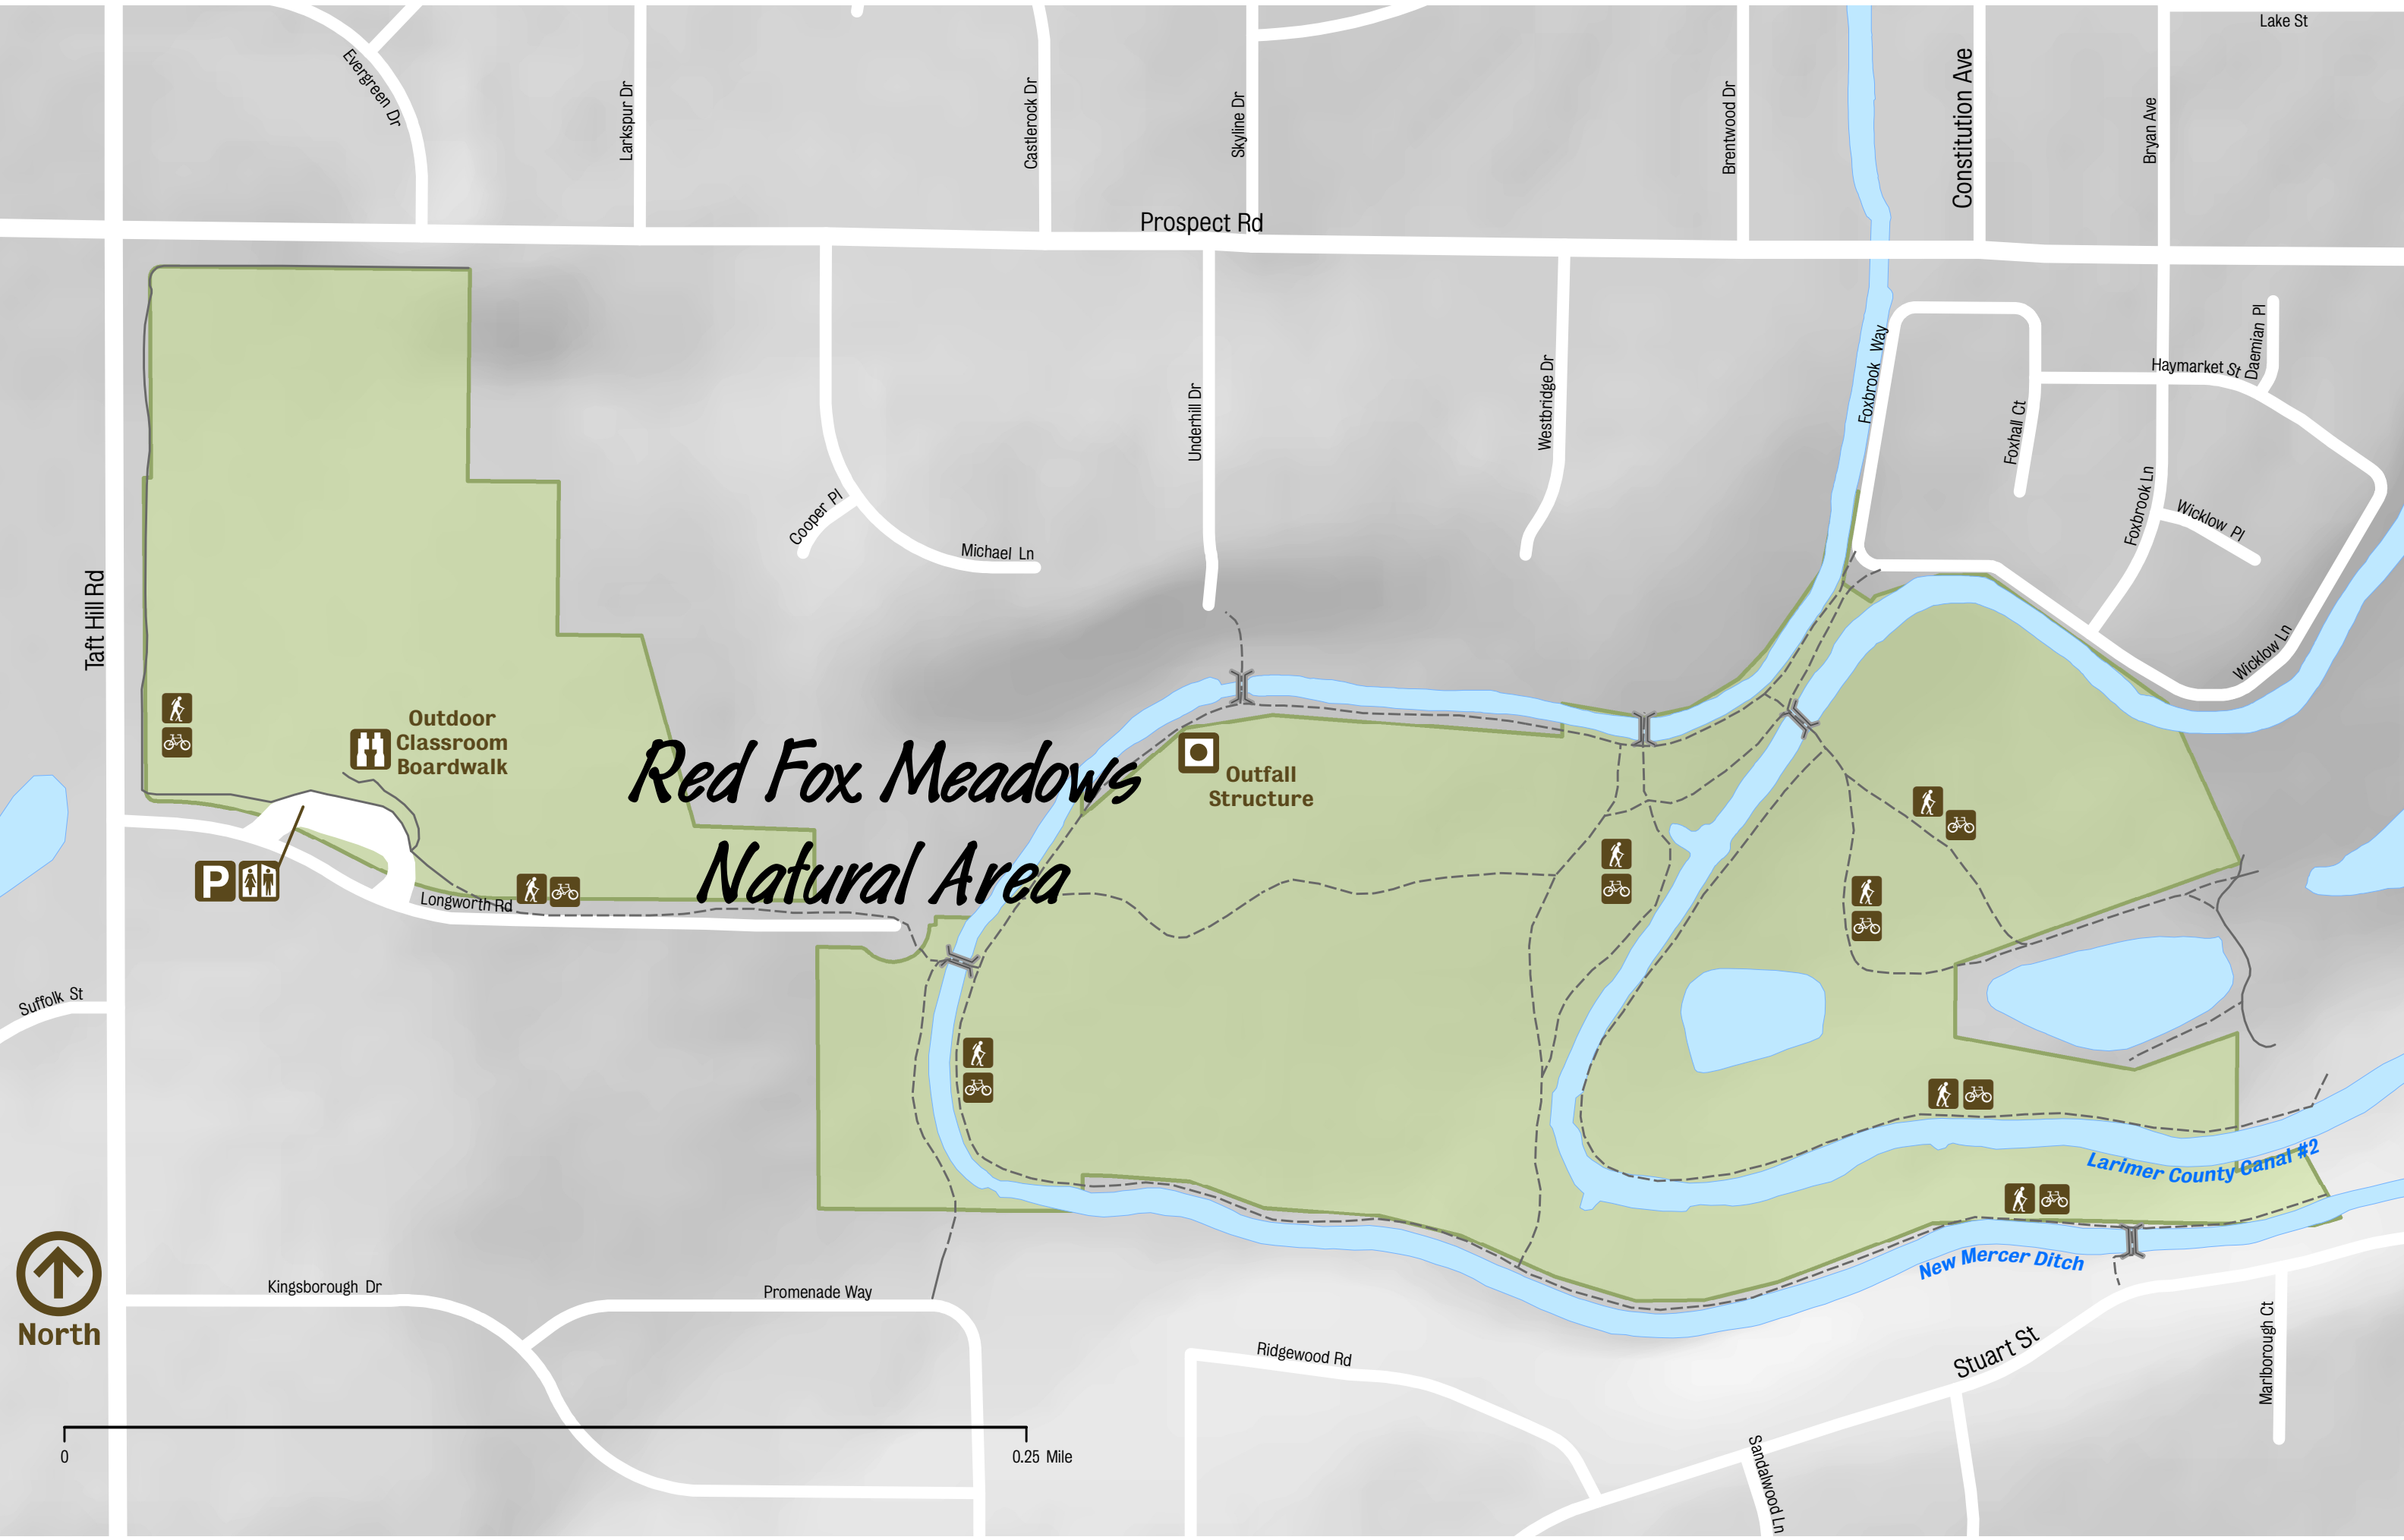 Lake St
Evergreen Dr
Larkspur Dr
Castlerock Dr
Skyline Dr
Brentwood Dr
Constitution Ave
Bryan Ave
Prospect Rd
Foxbrook Way
Daemian Pl
Haymarket St
Underhill Dr
Westbridge Dr
Foxhall Ct
Cooper Pl
Michael Ln
Foxbrook Ln
Wicklow Pl
Wicklow Ln
Taft Hill Rd
Outdoor
Classroom
Boardwalk
Red Fox Meadows
Natural Area
Outfall
Structure
P
Longworth Rd
Suffolk St
Larimer County Canal #2
New Mercer Ditch
North
Kingsborough Dr
Promenade Way
Ridgewood Rd
Stuart St
Marlborough Ct
Sandalwood Ln
0
0.25 Mile